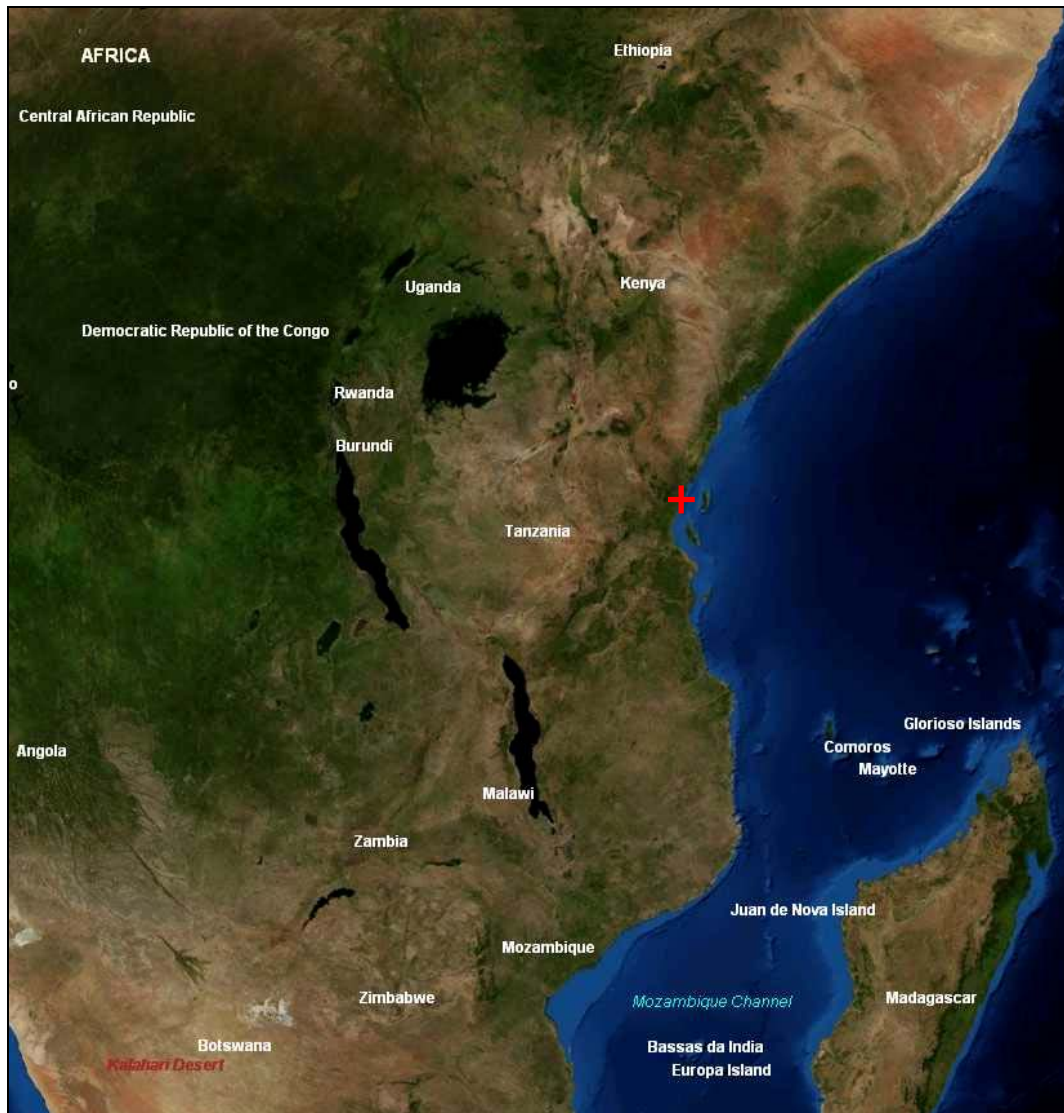 Ethiopia
AFRICA
Central African Republic
Kenya
Uganda
Democratic Republic of the Congo
o
Rwanda
Burundi
Tanzania
Glorioso Islands
Comoros
Mayotte
Angola
Malawi
Zambia
Juan de Nova Island
Mozambique
Zimbabwe
Mozambique Channel
Madagascar
Botswana
Bassas da India
Kalahari Desert
Europa Island